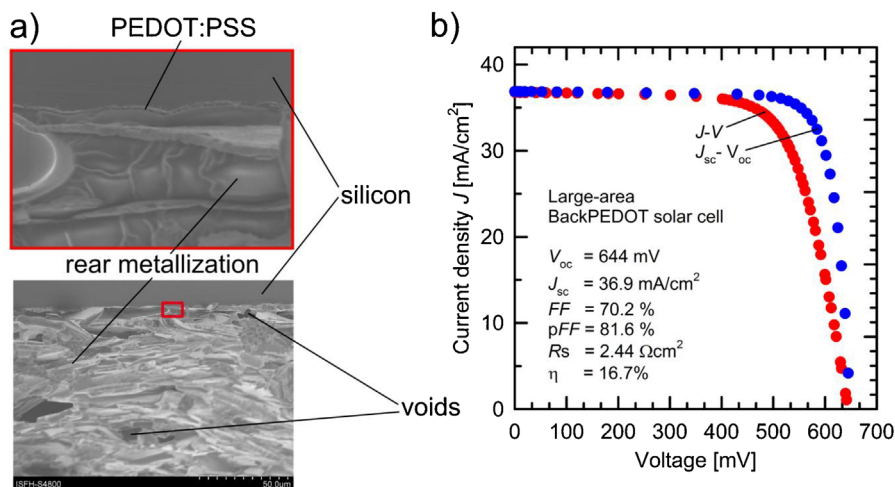 a)
PEDOT:PSS
silicon
rear metallization
voids
ISFH-S4800
50.0um
b)
Current density J [mA/cm²]
40
30
20
10
0
J-V
Jsc- Voc
Large-area
BackPEDOT solar cell
Voc = 644 mV
Jsc = 36.9 mA/cm²
FF = 70.2 %
pFF = 81.6 %
Rs = 2.44 Ωcm²
η = 16.7%
0 100 200 300 400 500 600 700
Voltage [mV]